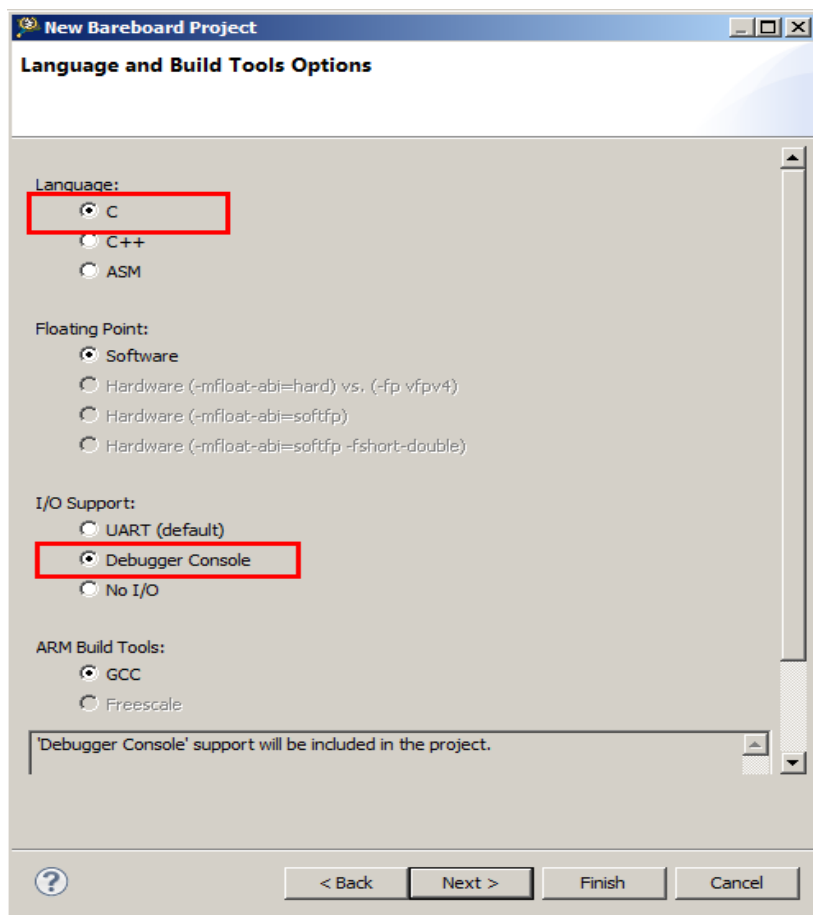 New Bareboard Project
Language and Build Tools Options
Language:
C
C++
ASM
Floating Point:
Software
Hardware (-mfloat-abi=hard) vs. (-fp vfpv4)
Hardware (-mfloat-abi=softfp)
Hardware (-mfloat-abi=softfp -fshort-double)
I/O Support:
UART (default)
Debugger Console
No I/O
ARM Build Tools:
GCC
Freescale
'Debugger Console' support will be included in the project.
? < Back Next > Finish Cancel